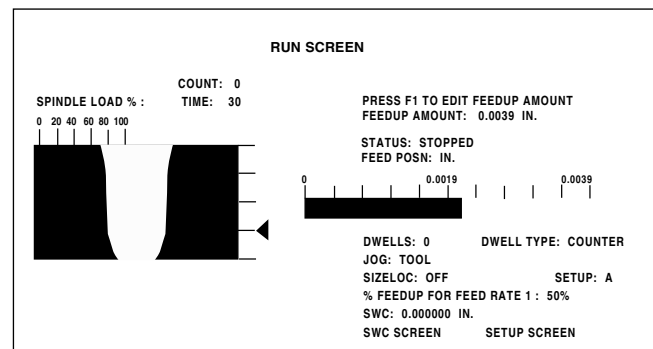 RUN SCREEN
COUNT: 0
SPINDLE LOAD % : TIME: 30
0 20 40 60 80 100
PRESS F1 TO EDIT FEEDUP AMOUNT
FEEDUP AMOUNT: 0.0039 IN.
STATUS: STOPPED
FEED POSN: IN.
0 0.0019 0.0039
DWELLS: 0 DWELL TYPE: COUNTER
JOG: TOOL
SIZELOC: OFF SETUP: A
% FEEDUP FOR FEED RATE 1 : 50%
SWC: 0.000000 IN.
SWC SCREEN SETUP SCREEN